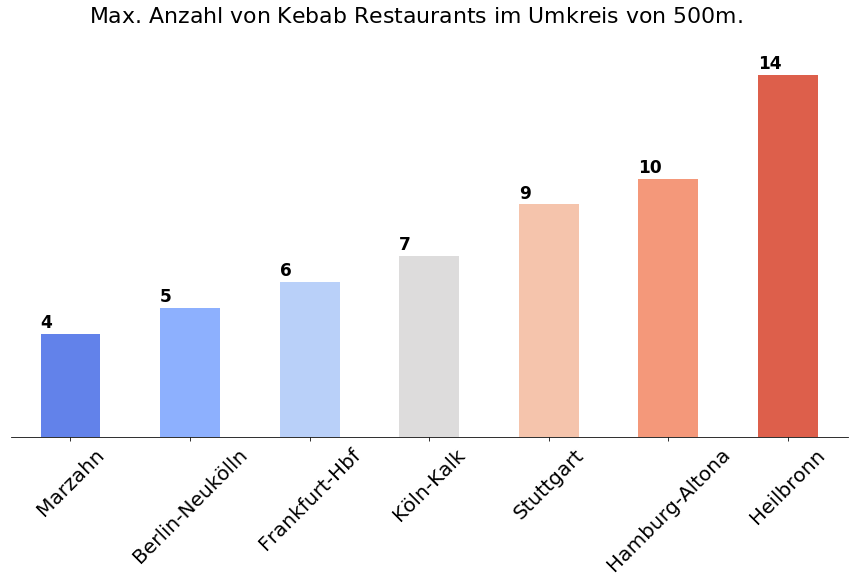 Max. Anzahl von Kebab Restaurants im Umkreis von 500m.
14
10
9
7
6
5
4
Marzahn
Berlin-Neukölln
Frankfurt-Hbf
Köln-Kalk
Stuttgart
Hamburg-Altona
Heilbronn